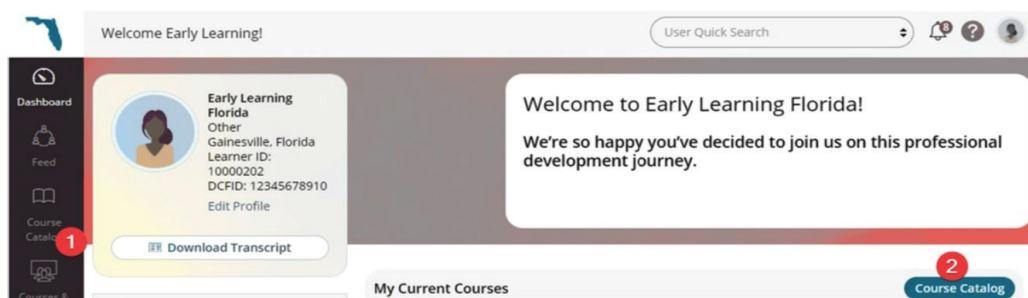 Welcome Early Learning!
User Quick Search
8
?
Dashboard
Feed
Course
Catalo
1
Courses &
Early Learning
Florida
Other
Gainesville, Florida
Learner ID:
10000202
DCFID: 12345678910
Edit Profile
Download Transcript
Welcome to Early Learning Florida!
We're so happy you've decided to join us on this professional
development journey.
My Current Courses
2
Course Catalog